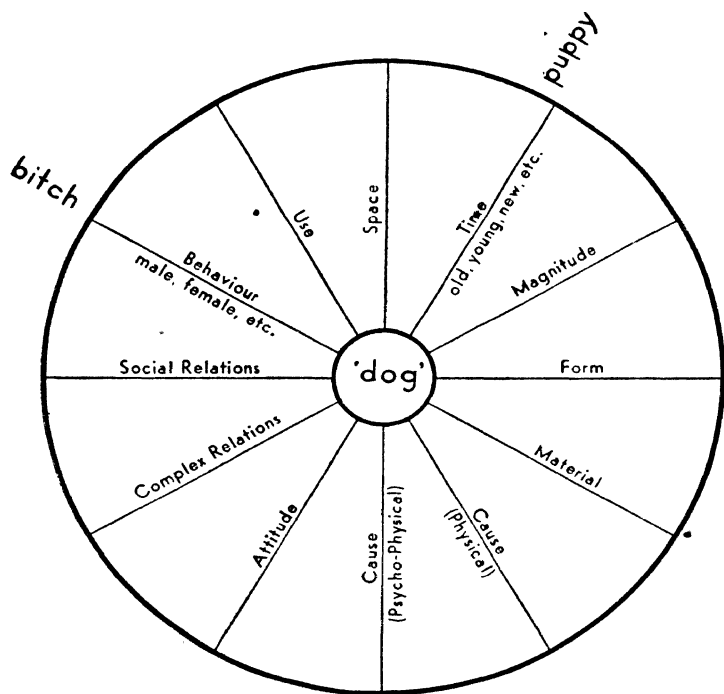 puppy
bitch
Use
Space
Time
old, young, new, etc.
Behaviour
male, female, etc.
Magnitude
Social Relations
'dog'
Form
Complex Relations
Material
Attitude
Cause
(Psycho-Physical)
Cause
(Physical)